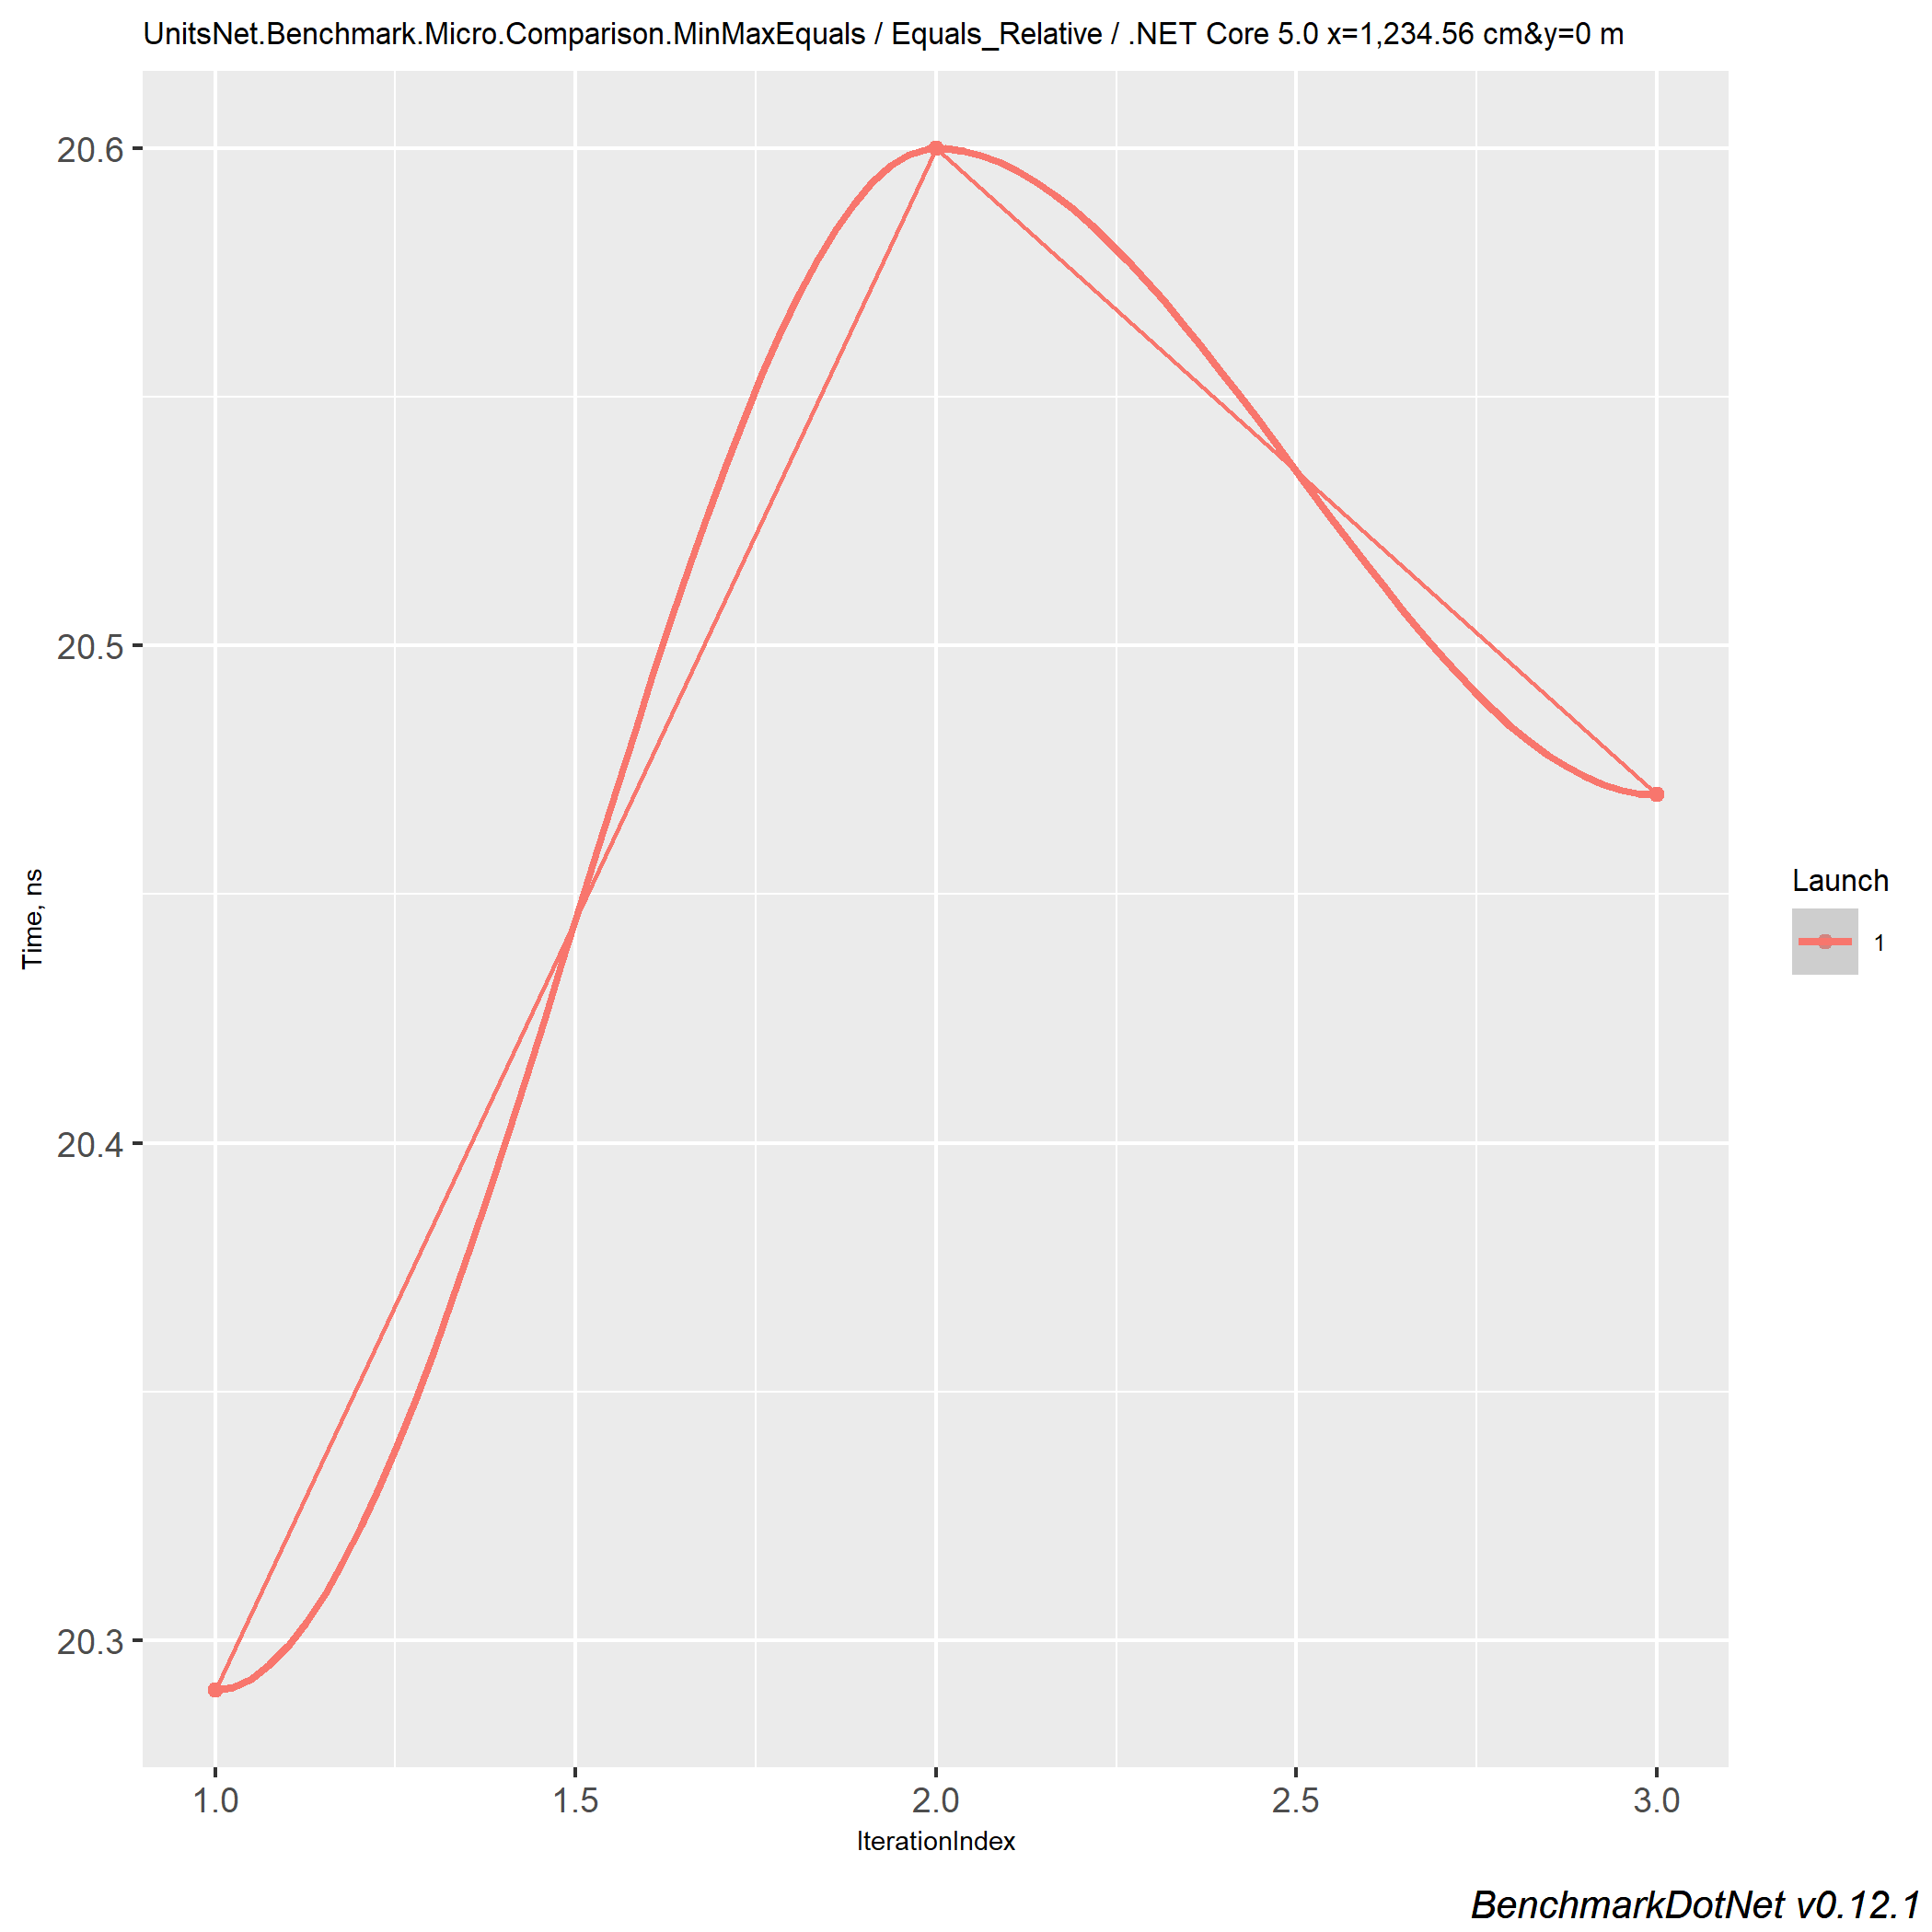 UnitsNet.Benchmark.Micro.Comparison.MinMaxEquals / Equals_Relative / .NET Core 5.0 x=1,234.56 cm&y=0 m
20.6
20.5
20.4
20.3
Time, ns
1.0 1.5 2.0 2.5 3.0
IterationIndex
Launch
1
BenchmarkDotNet v0.12.1